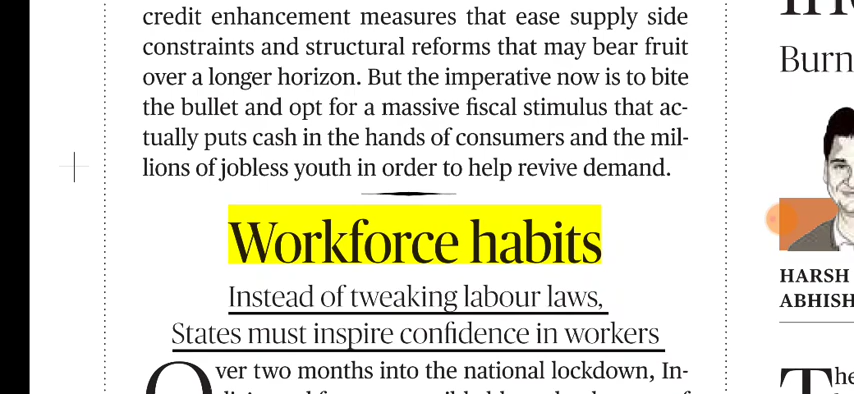 credit enhancement measures that ease supply side
constraints and structural reforms that may bear fruit
over a longer horizon. But the imperative now is to bite
the bullet and opt for a massive fiscal stimulus that ac-
tually puts cash in the hands of consumers and the mil-
lions of jobless youth in order to help revive demand.
Workforce habits
Instead of tweaking labour laws,
States must inspire confidence in workers
Over two months into the national lockdown, In-
Burn
HARSH
ABHISH
The